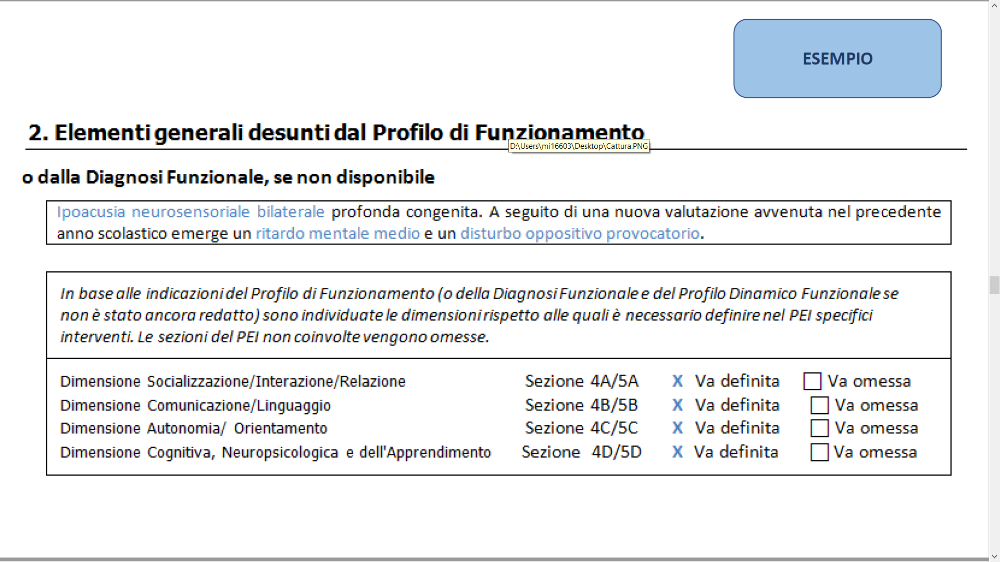 ESEMPIO
2. Elementi generali desunti dal Profilo di Funzionamento
D:\Users\mi16603\Desktop\Cattura.PNG
o dalla Diagnosi Funzionale, se non disponibile
Ipoacusia neurosensoriale bilaterale profonda congenita. A seguito di una nuova valutazione avvenuta nel precedente
anno scolastico emerge un ritardo mentale medio e un disturbo oppositivo provocatorio.
In base alle indicazioni del Profilo di Funzionamento (o della Diagnosi Funzionale e del Profilo Dinamico Funzionale se
non è stato ancora redatto) sono individuate le dimensioni rispetto alle quali è necessario definire nel PEI specifici
interventi. Le sezioni del PEI non coinvolte vengono omesse.
Dimensione Socializzazione/Interazione/Relazione Sezione 4A/5A X Va definita ☐ Va omessa
Dimensione Comunicazione/Linguaggio Sezione 4B/5B X Va definita ☐ Va omessa
Dimensione Autonomia/ Orientamento Sezione 4C/5C X Va definita ☐ Va omessa
Dimensione Cognitiva, Neuropsicologica e dell'Apprendimento Sezione 4D/5D X Va definita ☐ Va omessa